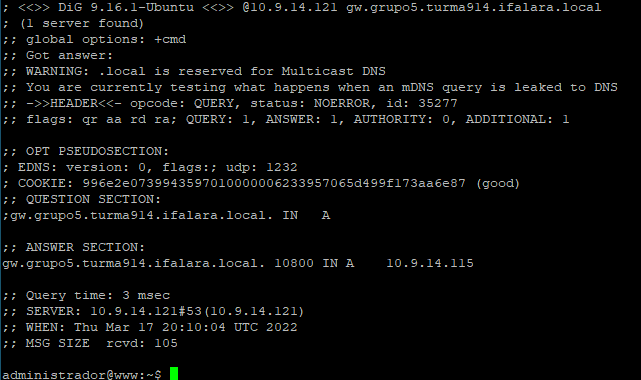 ; <<>> DiG 9.16.1-Ubuntu <<>> @10.9.14.121 gw.grupo5.turma914.ifalara.local
; (1 server found)
;; global options: +cmd
;; Got answer:
;; WARNING: .local is reserved for Multicast DNS
;; You are currently testing what happens when an mDNS query is leaked to DNS
;; ->>HEADER<<- opcode: QUERY, status: NOERROR, id: 35277
;; flags: qr aa rd ra; QUERY: 1, ANSWER: 1, AUTHORITY: 0, ADDITIONAL: 1

;; OPT PSEUDOSECTION:
; EDNS: version: 0, flags:; udp: 1232
; COOKIE: 996e2e07399435970100000062339570 65d499f173aa6e87 (good)
;; QUESTION SECTION:
;gw.grupo5.turma914.ifalara.local. IN   A

;; ANSWER SECTION:
gw.grupo5.turma914.ifalara.local. 10800 IN A    10.9.14.115

;; Query time: 3 msec
;; SERVER: 10.9.14.121#53(10.9.14.121)
;; WHEN: Thu Mar 17 20:10:04 UTC 2022
;; MSG SIZE  rcvd: 105

administrador@www:~$